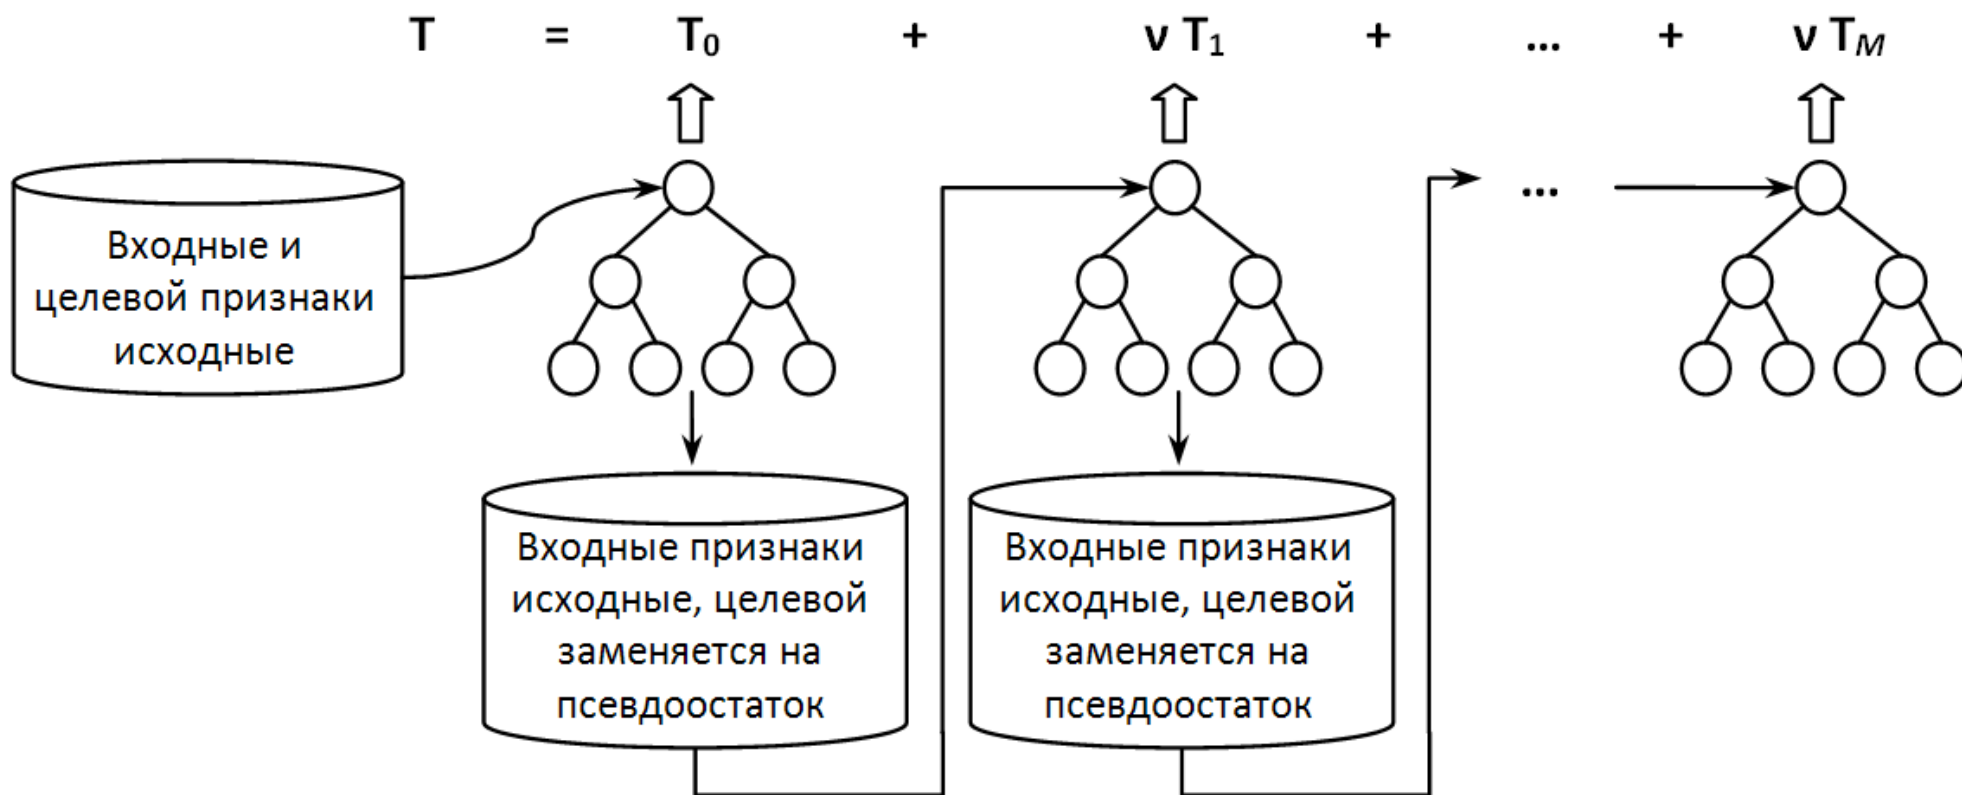 T = T₀ + ν T₁ + ... + ν T_M
Входные и
целевой признаки
исходные
...
Входные признаки
исходные, целевой
заменяется на
псевдоостаток
Входные признаки
исходные, целевой
заменяется на
псевдоостаток